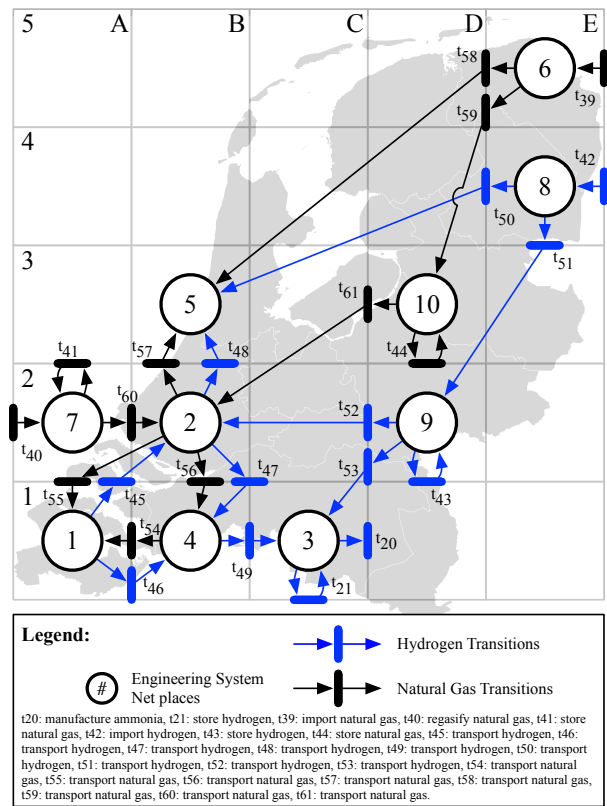 5 A B C D E
t58
6
t39
t59
4
t42
8
t50
t51
3
5
t61
10
t44
t57
t48
t41
2
7
t60
2
t52
9
t40
t53
t56
t47
t55
t45
t43
1
1
t54
4
3
t20
t49
t46
t21
Legend:
Hydrogen Transitions
# Engineering System
Net places
Natural Gas Transitions
t20: manufacture ammonia, t21: store hydrogen, t39: import natural gas, t40: regasify natural gas, t41: store
natural gas, t42: import hydrogen, t43: store hydrogen, t44: store natural gas, t45: transport hydrogen, t46:
transport hydrogen, t47: transport hydrogen, t48: transport hydrogen, t49: transport hydrogen, t50: transport
hydrogen, t51: transport hydrogen, t52: transport hydrogen, t53: transport hydrogen, t54: transport natural
gas, t55: transport natural gas, t56: transport natural gas, t57: transport natural gas, t58: transport natural gas,
t59: transport natural gas, t60: transport natural gas, t61: transport natural gas.